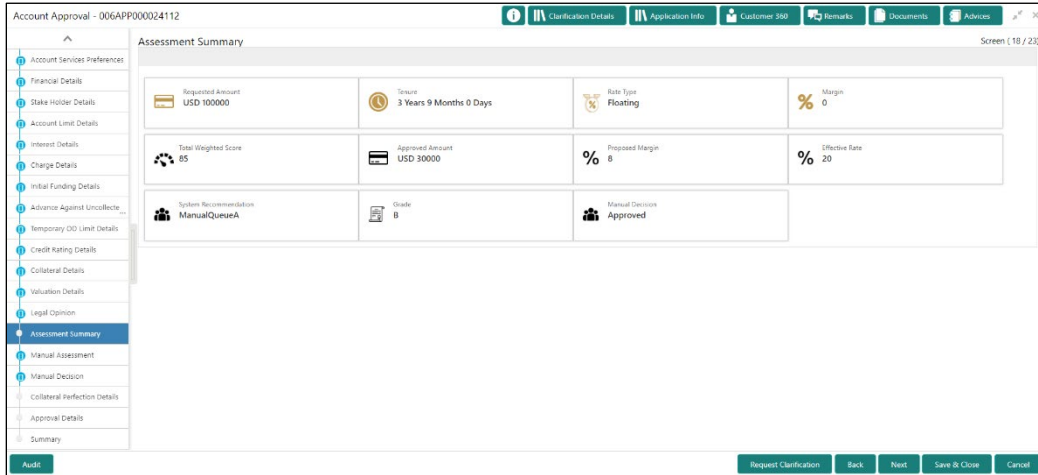 Account Approval - 006APP000024112
Clarification Details
Application Info
Customer 360
Remarks
Documents
Advices
Account Services Preferences
Financial Details
Stake Holder Details
Account Limit Details
Interest Details
Charge Details
Initial Funding Details
Advance Against Uncollecte...
Temporary OD Limit Details
Credit Rating Details
Collateral Details
Valuation Details
Legal Opinion
Assessment Summary
Manual Assessment
Manual Decision
Collateral Perfection Details
Approval Details
Summary
Assessment Summary
Screen ( 18 / 23)
Requested Amount
USD 100000
Tenure
3 Years 9 Months 0 Days
Rate Type
Floating
Margin
0
Total Weighted Score
85
Approved Amount
USD 30000
Proposed Margin
8
Effective Rate
20
System Recommendation
ManualQueueA
Grade
B
Manual Decision
Approved
Audit
Request Clarification
Back
Next
Save & Close
Cancel